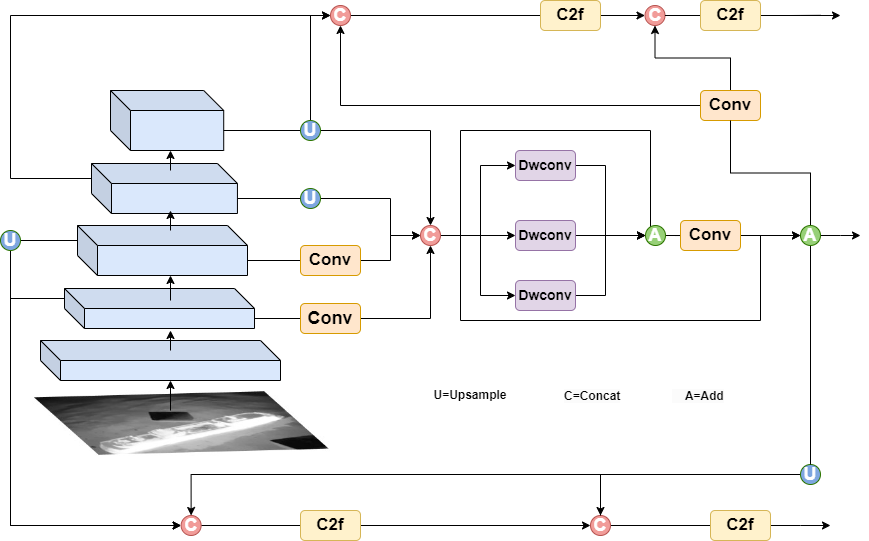 C
C2f
C
C2f
Conv
U
Dwconv
U
U
C
Dwconv
A
Conv
A
Conv
Dwconv
Conv
U=Upsample
C=Concat
A=Add
U
C
C2f
C
C2f